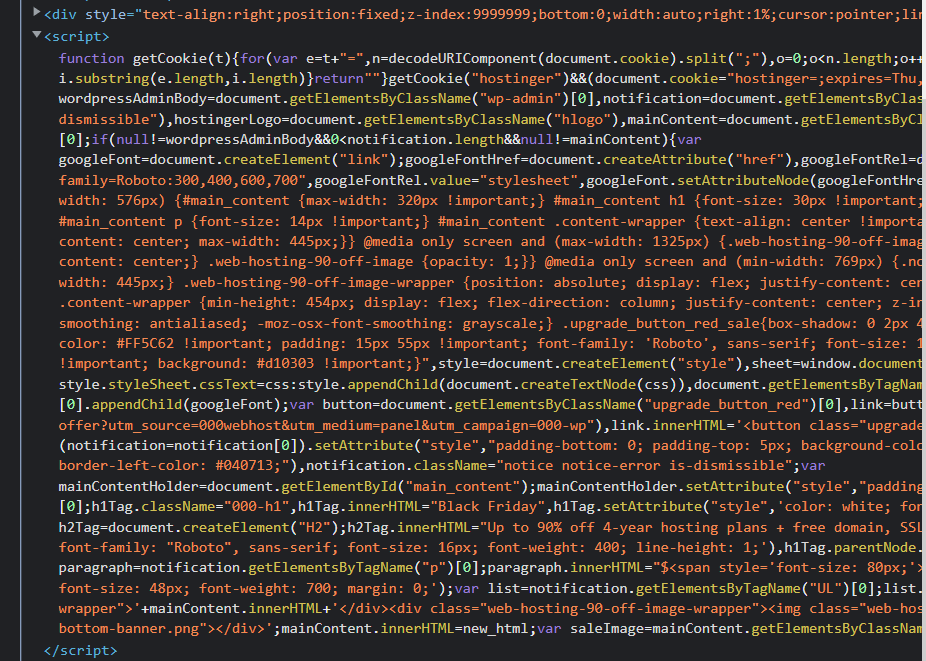 <div style="text-align:right;position:fixed;z-index:9999999;bottom:0;width:auto;right:1%;cursor:pointer;lin
<script>
function getCookie(t){for(var e=t+"=",n=decodeURIComponent(document.cookie).split(";"),o=0;o<n.length;o++
i.substring(e.length,i.length)}return""}getCookie("hostinger")&&(document.cookie="hostinger=;expires=Thu,
wordpressAdminBody=document.getElementsByClassName("wp-admin")[0],notification=document.getElementsByClas
dismissible"),hostingerLogo=document.getElementsByClassName("hlogo"),mainContent=document.getElementsByCl
[0];if(null!=wordpressAdminBody&&0<notification.length&&null!=mainContent){var
googleFont=document.createElement("link");googleFontHref=document.createAttribute("href"),googleFontRel=d
family=Roboto:300,400,600,700",googleFontRel.value="stylesheet",googleFont.setAttributeNode(googleFontHre
width: 576px) {#main_content {max-width: 320px !important;} #main_content h1 {font-size: 30px !important;
#main_content p {font-size: 14px !important;} #main_content .content-wrapper {text-align: center !importa
content: center; max-width: 445px;}} @media only screen and (max-width: 1325px) {.web-hosting-90-off-imag
content: center;} .web-hosting-90-off-image {opacity: 1;}} @media only screen and (min-width: 769px) {.no
width: 445px;} .web-hosting-90-off-image-wrapper {position: absolute; display: flex; justify-content: cen
.content-wrapper {min-height: 454px; display: flex; flex-direction: column; justify-content: center; z-in
smoothing: antialiased; -moz-osx-font-smoothing: grayscale;} .upgrade_button_red_sale{box-shadow: 0 2px 4
color: #FF5C62 !important; padding: 15px 55px !important; font-family: 'Roboto', sans-serif; font-size: 1
!important; background: #d10303 !important;}",style=document.createElement("style"),sheet=window.document
style.styleSheet.cssText=css:style.appendChild(document.createTextNode(css)),document.getElementsByTagNam
[0].appendChild(googleFont);var button=document.getElementsByClassName("upgrade_button_red")[0],link=butt
offer?utm_source=000webhost&utm_medium=panel&utm_campaign=000-wp"),link.innerHTML='<button class="upgrade
(notification=notification[0]).setAttribute("style","padding-bottom: 0; padding-top: 5px; background-colo
border-left-color: #040713;"),notification.className="notice notice-error is-dismissible";var
mainContentHolder=document.getElementById("main_content");mainContentHolder.setAttribute("style","padding
[0];h1Tag.className="000-h1",h1Tag.innerHTML="Black Friday",h1Tag.setAttribute("style",'color: white; fon
h2Tag=document.createElement("H2");h2Tag.innerHTML="Up to 90% off 4-year hosting plans + free domain, SSL
font-family: "Roboto", sans-serif; font-size: 16px; font-weight: 400; line-height: 1;'),h1Tag.parentNode.
paragraph=notification.getElementsByTagName("p")[0];paragraph.innerHTML="$<span style='font-size: 80px;'>
font-size: 48px; font-weight: 700; margin: 0;');var list=notification.getElementsByTagName("UL")[0];list.
wrapper">'+mainContent.innerHTML+'</div><div class="web-hosting-90-off-image-wrapper"><img class="web-hos
bottom-banner.png"></div>';mainContent.innerHTML=new_html;var saleImage=mainContent.getElementsByClassNam
</script>